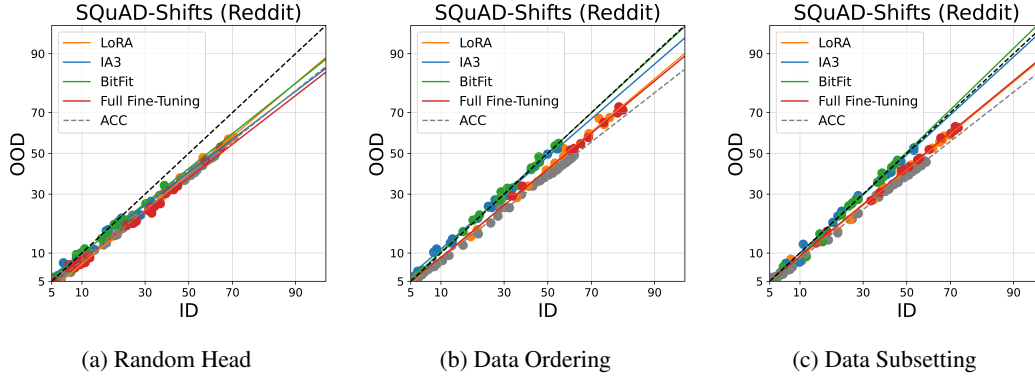 SQuAD-Shifts (Reddit)
LoRA
IA3
BitFit
Full Fine-Tuning
ACC
90
70
50
30
10
5
OOD
5 10 30 50 70 90
ID
(a) Random Head
SQuAD-Shifts (Reddit)
LoRA
IA3
BitFit
Full Fine-Tuning
ACC
90
70
50
30
10
5
OOD
5 10 30 50 70 90
ID
(b) Data Ordering
SQuAD-Shifts (Reddit)
LoRA
IA3
BitFit
Full Fine-Tuning
ACC
90
70
50
30
10
5
OOD
5 10 30 50 70 90
ID
(c) Data Subsetting